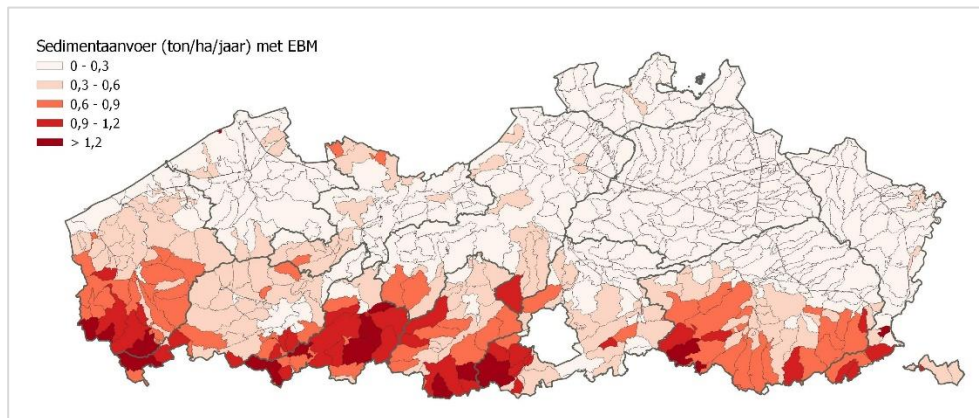 Sedimentaanvoer (ton/ha/jaar) met EBM
0 - 0,3
0,3 - 0,6
0,6 - 0,9
0,9 - 1,2
> 1,2